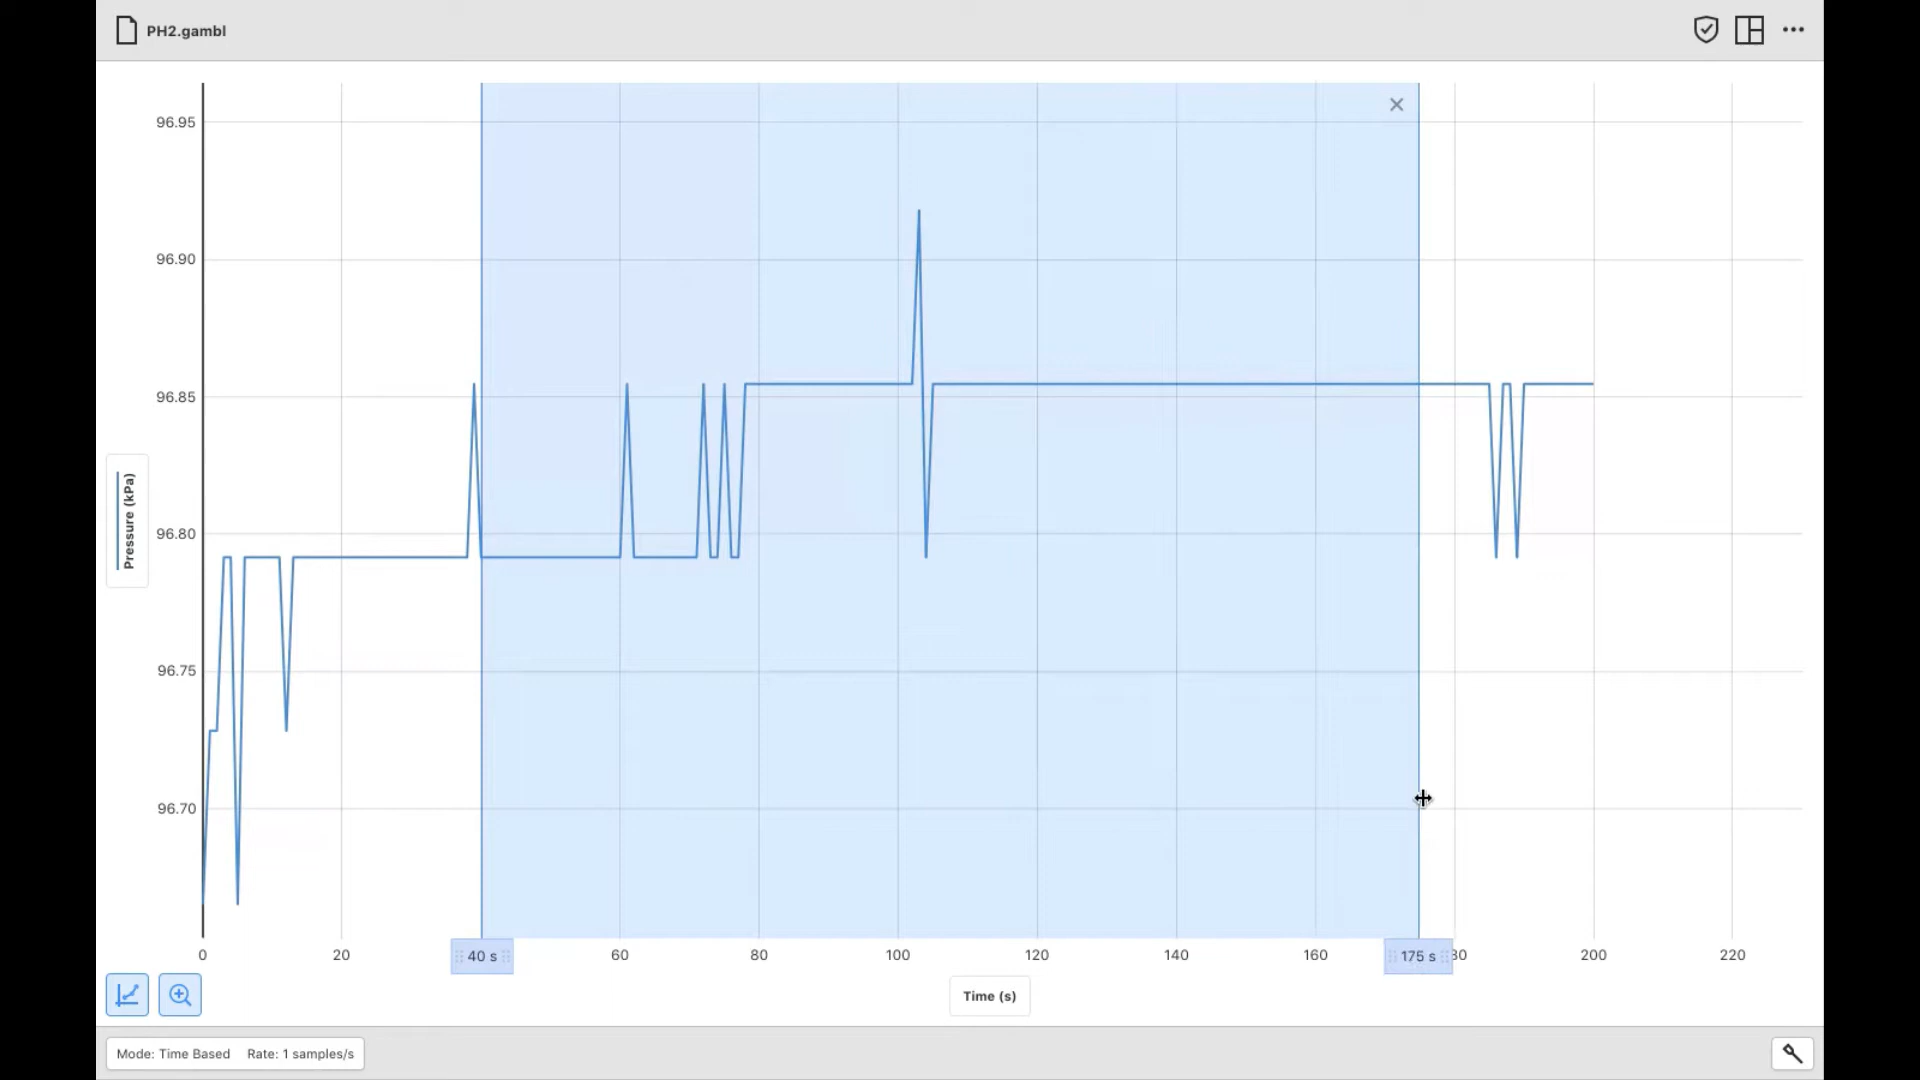 PH2.gambl
96.95
96.90
96.85
96.80
96.75
96.70
Pressure (kPa)
0 20 40 s 60 80 100 120 140 160 175 s 30 200 220
Time (s)
Mode: Time Based Rate: 1 samples/s